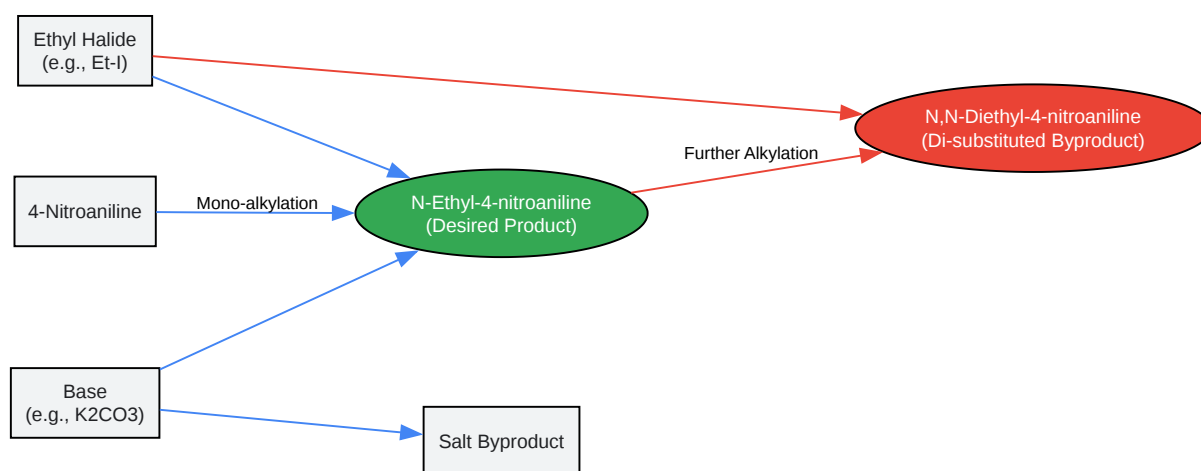 Ethyl Halide
(e.g., Et-I)
N,N-Diethyl-4-nitroaniline
(Di-substituted Byproduct)
Further Alkylation
4-Nitroaniline
Mono-alkylation
N-Ethyl-4-nitroaniline
(Desired Product)
Base
(e.g., K2CO3)
Salt Byproduct